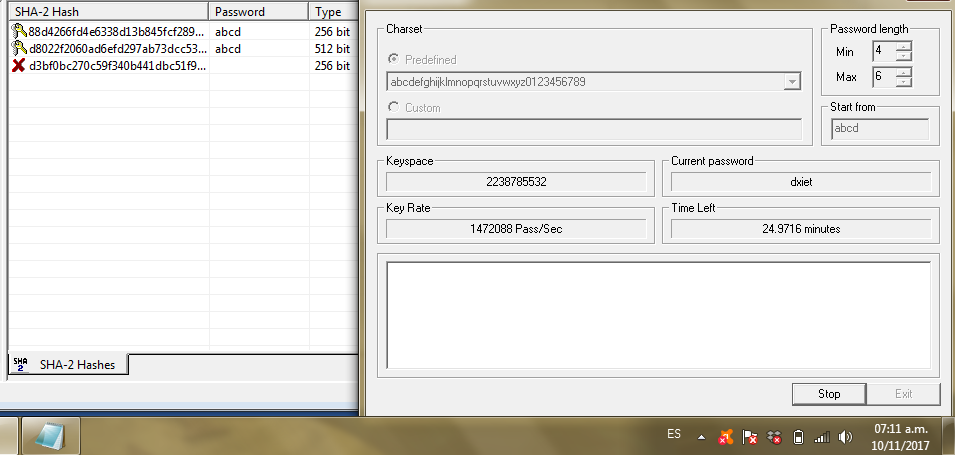 SHA-2 Hash Password Type
88d4266fd4e6338d13b845fcf289... abcd 256 bit
d8022f2060ad6efd297ab73dcc53... abcd 512 bit
d3bf0bc270c59f340b441dbc51f9... 256 bit
SHA 2 SHA-2 Hashes
Charset
Predefined
abcdefghijklmnopqrstuvwxyz0123456789
Custom
Password length
Min 4
Max 6
Start from
abcd
Keyspace
2238785532
Current password
dxiet
Key Rate
1472088 Pass/Sec
Time Left
24.9716 minutes
Stop Exit
ES
07:11 a.m.
10/11/2017